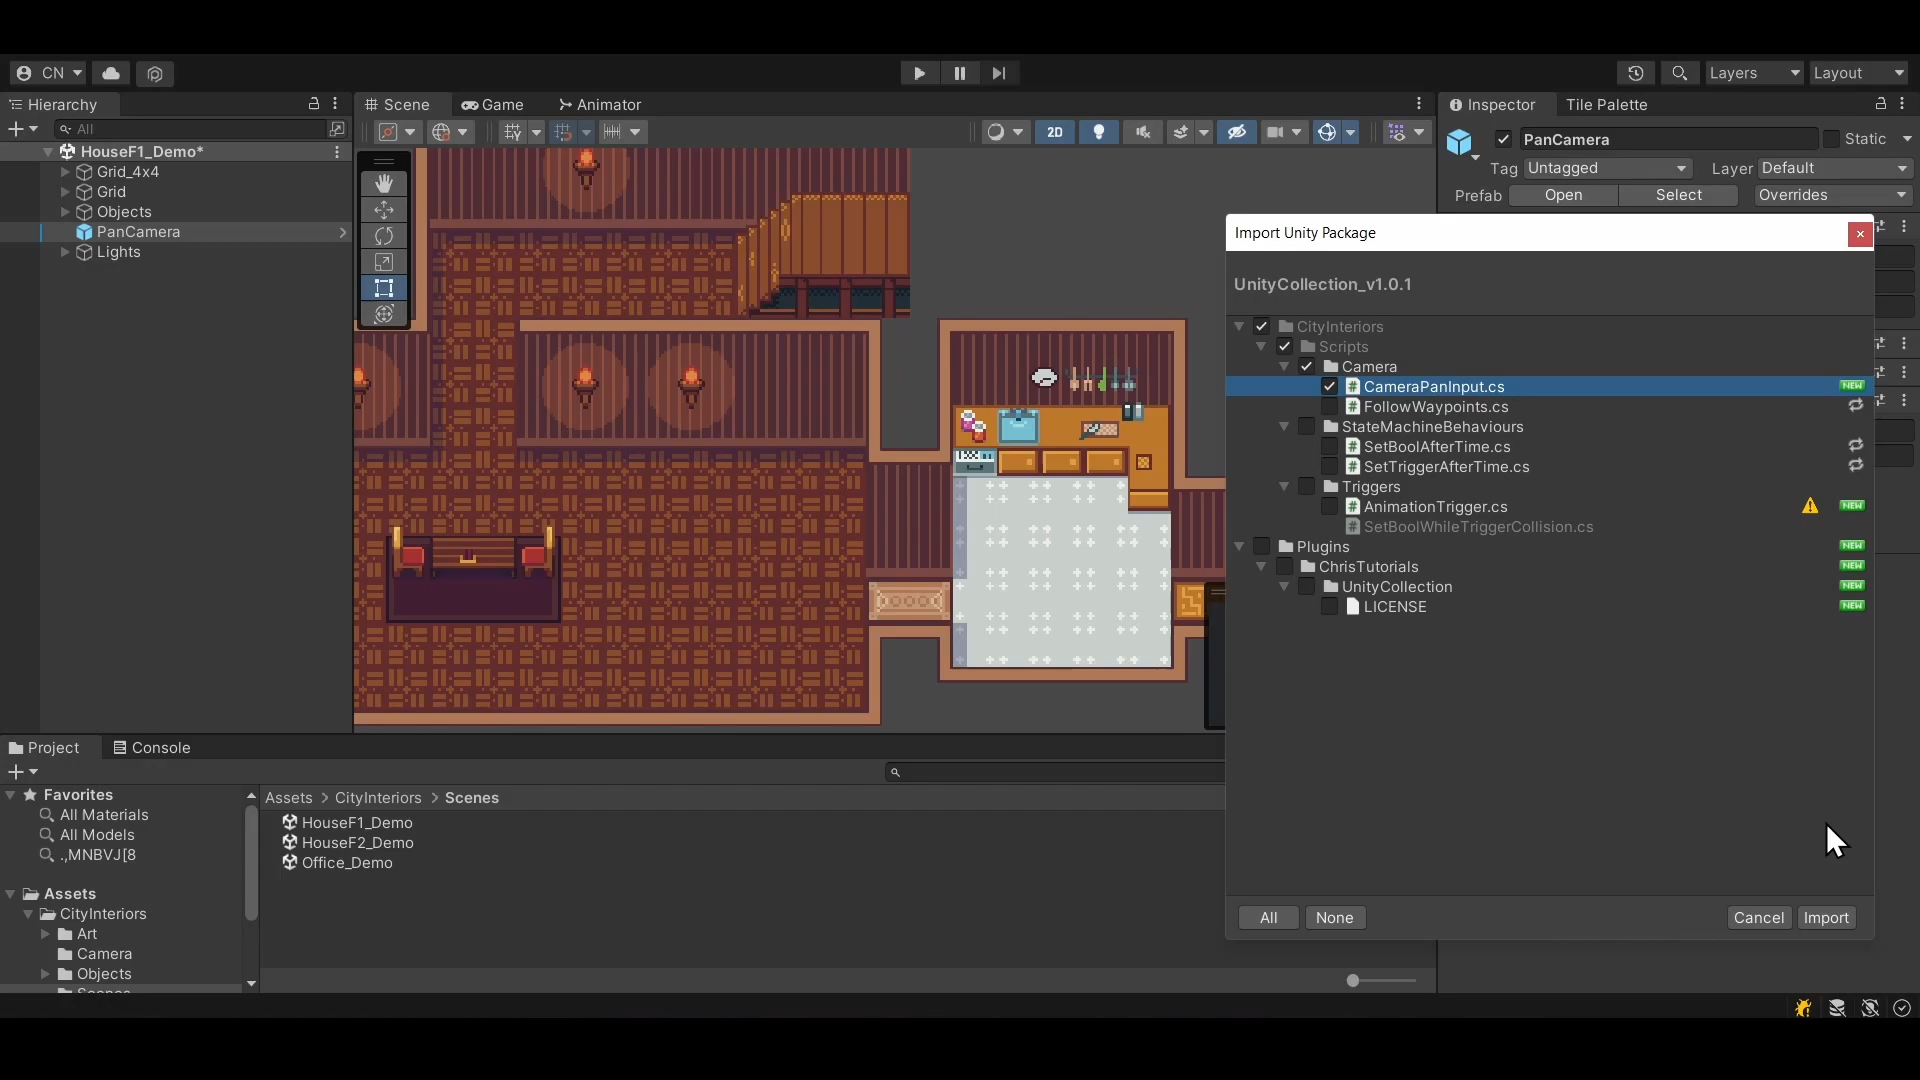 CN
Layers
Layout
Hierarchy
Scene
Game
Animator
Inspector
Tile Palette
All
2D
HouseF1_Demo*
Grid_4x4
Grid
Objects
PanCamera
Lights
PanCamera
Static
Tag
Untagged
Layer
Default
Prefab
Open
Select
Overrides
Import Unity Package
UnityCollection_v1.0.1
CityInteriors
Scripts
Camera
CameraPanInput.cs
NEW
FollowWaypoints.cs
StateMachineBehaviours
SetBoolAfterTime.cs
SetTriggerAfterTime.cs
Triggers
AnimationTrigger.cs
NEW
SetBoolWhileTriggerCollision.cs
Plugins
NEW
ChrisTutorials
NEW
UnityCollection
NEW
LICENSE
NEW
All
None
Cancel
Import
Project
Console
Favorites
All Materials
All Models
.,MNBVJ[8
Assets
CityInteriors
Art
Camera
Objects
Scenes
Assets > CityInteriors > Scenes
HouseF1_Demo
HouseF2_Demo
Office_Demo